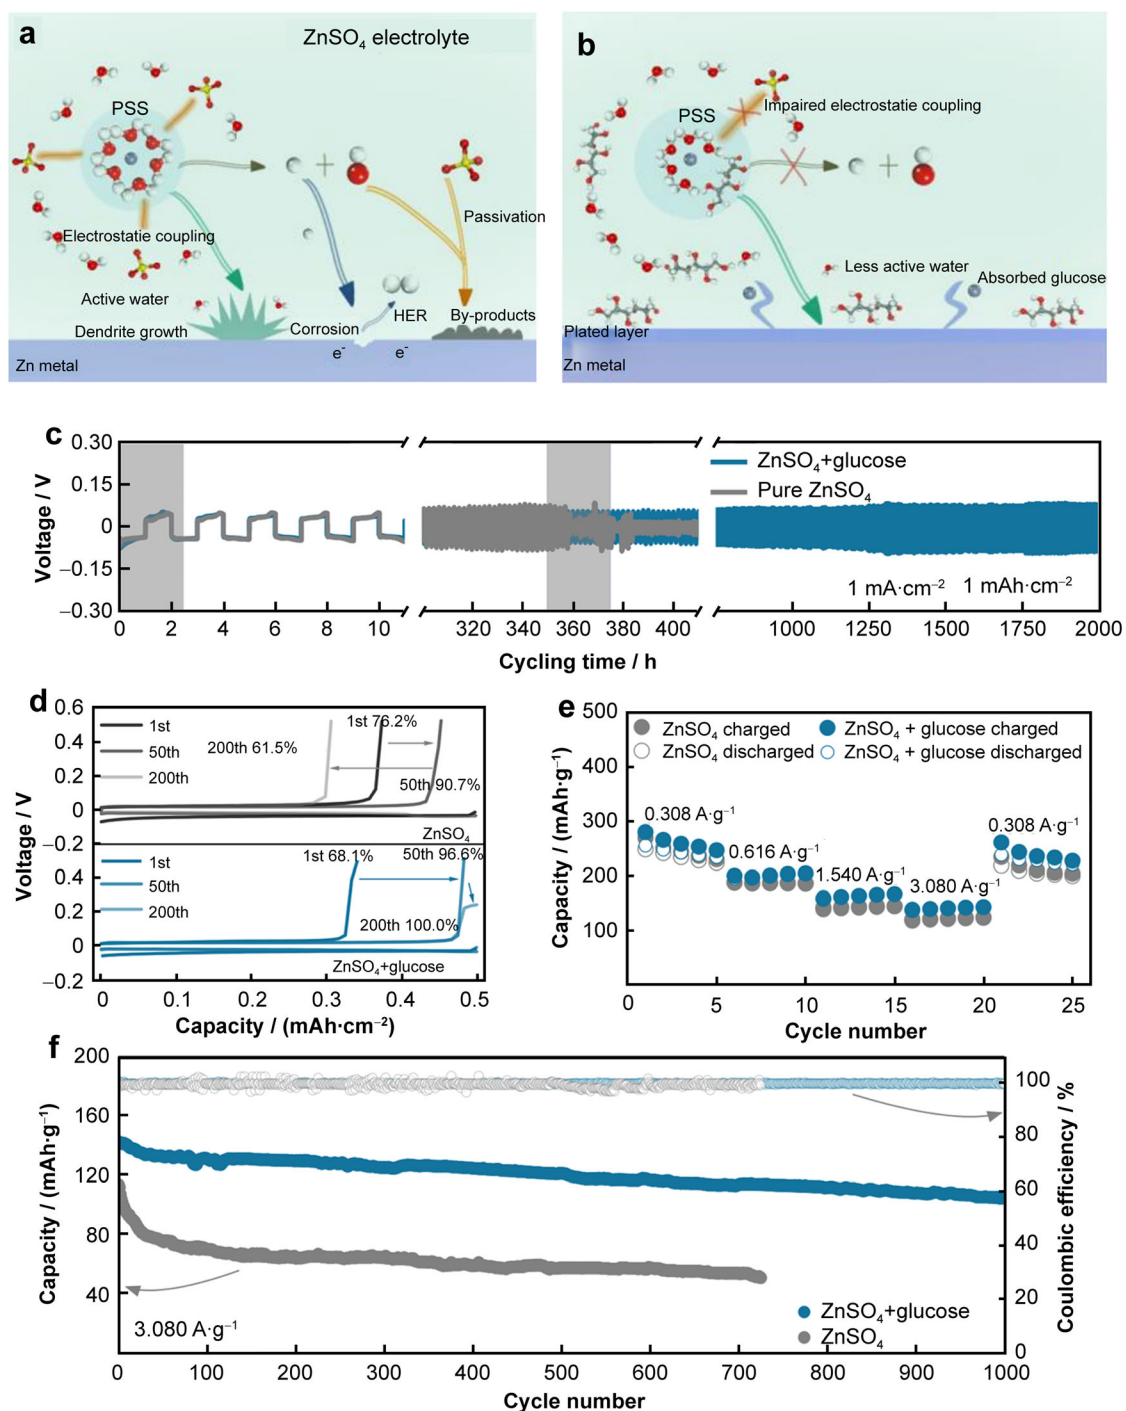 a
ZnSO₄ electrolyte
PSS
Electrostatie coupling
Active water
Dendrite growth
Corrosion
HER
Passivation
By-products
e⁻
e⁻
Zn metal
b
PSS
Impaired electrostatie coupling
Less active water
Absorbed glucose
Plated layer
Zn metal
c
Voltage / V
0.30
0.15
0
−0.15
−0.30
ZnSO₄+glucose
Pure ZnSO₄
1 mA·cm⁻² 1 mAh·cm⁻²
0 2 4 6 8 10 320 340 360 380 400 1000 1250 1500 1750 2000
Cycling time / h
d
Voltage / V
0.6
0.4
0.2
0
−0.2
0.4
0.2
0
−0.2
1st
50th
200th
200th 61.5%
1st 76.2%
50th 90.7%
ZnSO₄
1st
50th
200th
1st 68.1%
50th 96.6%
200th 100.0%
ZnSO₄+glucose
0 0.1 0.2 0.3 0.4 0.5
Capacity / (mAh·cm⁻²)
e
Capacity / (mAh·g⁻¹)
500
400
300
200
100
ZnSO₄ charged
ZnSO₄ discharged
ZnSO₄ + glucose charged
ZnSO₄ + glucose discharged
0.308 A·g⁻¹
0.616 A·g⁻¹
1.540 A·g⁻¹
3.080 A·g⁻¹
0.308 A·g⁻¹
0 5 10 15 20 25
Cycle number
f
Capacity / (mAh·g⁻¹)
200
160
120
80
40
3.080 A·g⁻¹
ZnSO₄+glucose
ZnSO₄
100
80
60
40
20
0
Coulombic efficiency / %
0 100 200 300 400 500 600 700 800 900 1000
Cycle number